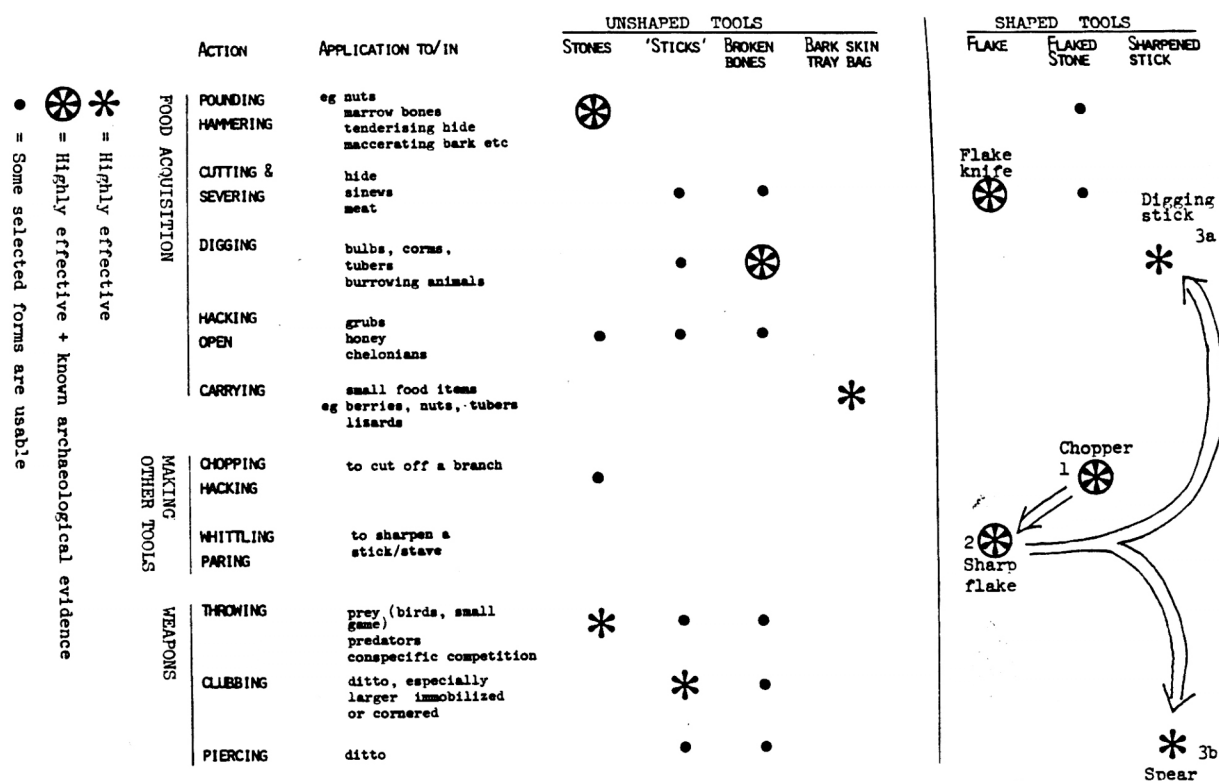 UNSHAPED TOOLS
SHAPED TOOLS
ACTION
APPLICATION TO/IN
STONES
'STICKS'
BROKEN BONES
BARK SKIN TRAY BAG
FLAKE
FLAKED STONE
SHARPENED STICK
FOOD ACQUISITION
POUNDING
HAMMERING
eg nuts
marrow bones
tenderising hide
maccerating bark etc
CUTTING &
SEVERING
hide
sinews
meat
Flake
knife
DIGGING
bulbs, corms,
tubers
burrowing animals
Digging
stick
3a
HACKING
OPEN
grubs
honey
chelonians
CARRYING
small food items
eg berries, nuts, tubers
lizards
MAKING
OTHER TOOLS
CHOPPING
HACKING
to cut off a branch
Chopper
1
WHITTLING
PARING
to sharpen a
stick/stave
2
Sharp
flake
WEAPONS
THROWING
prey (birds, small
game)
predators
conspecific competition
CLUBBING
ditto, especially
larger immobilized
or cornered
PIERCING
ditto
3b
Spear
= Highly effective
= Highly effective + known archaeological evidence
= Some selected forms are usable